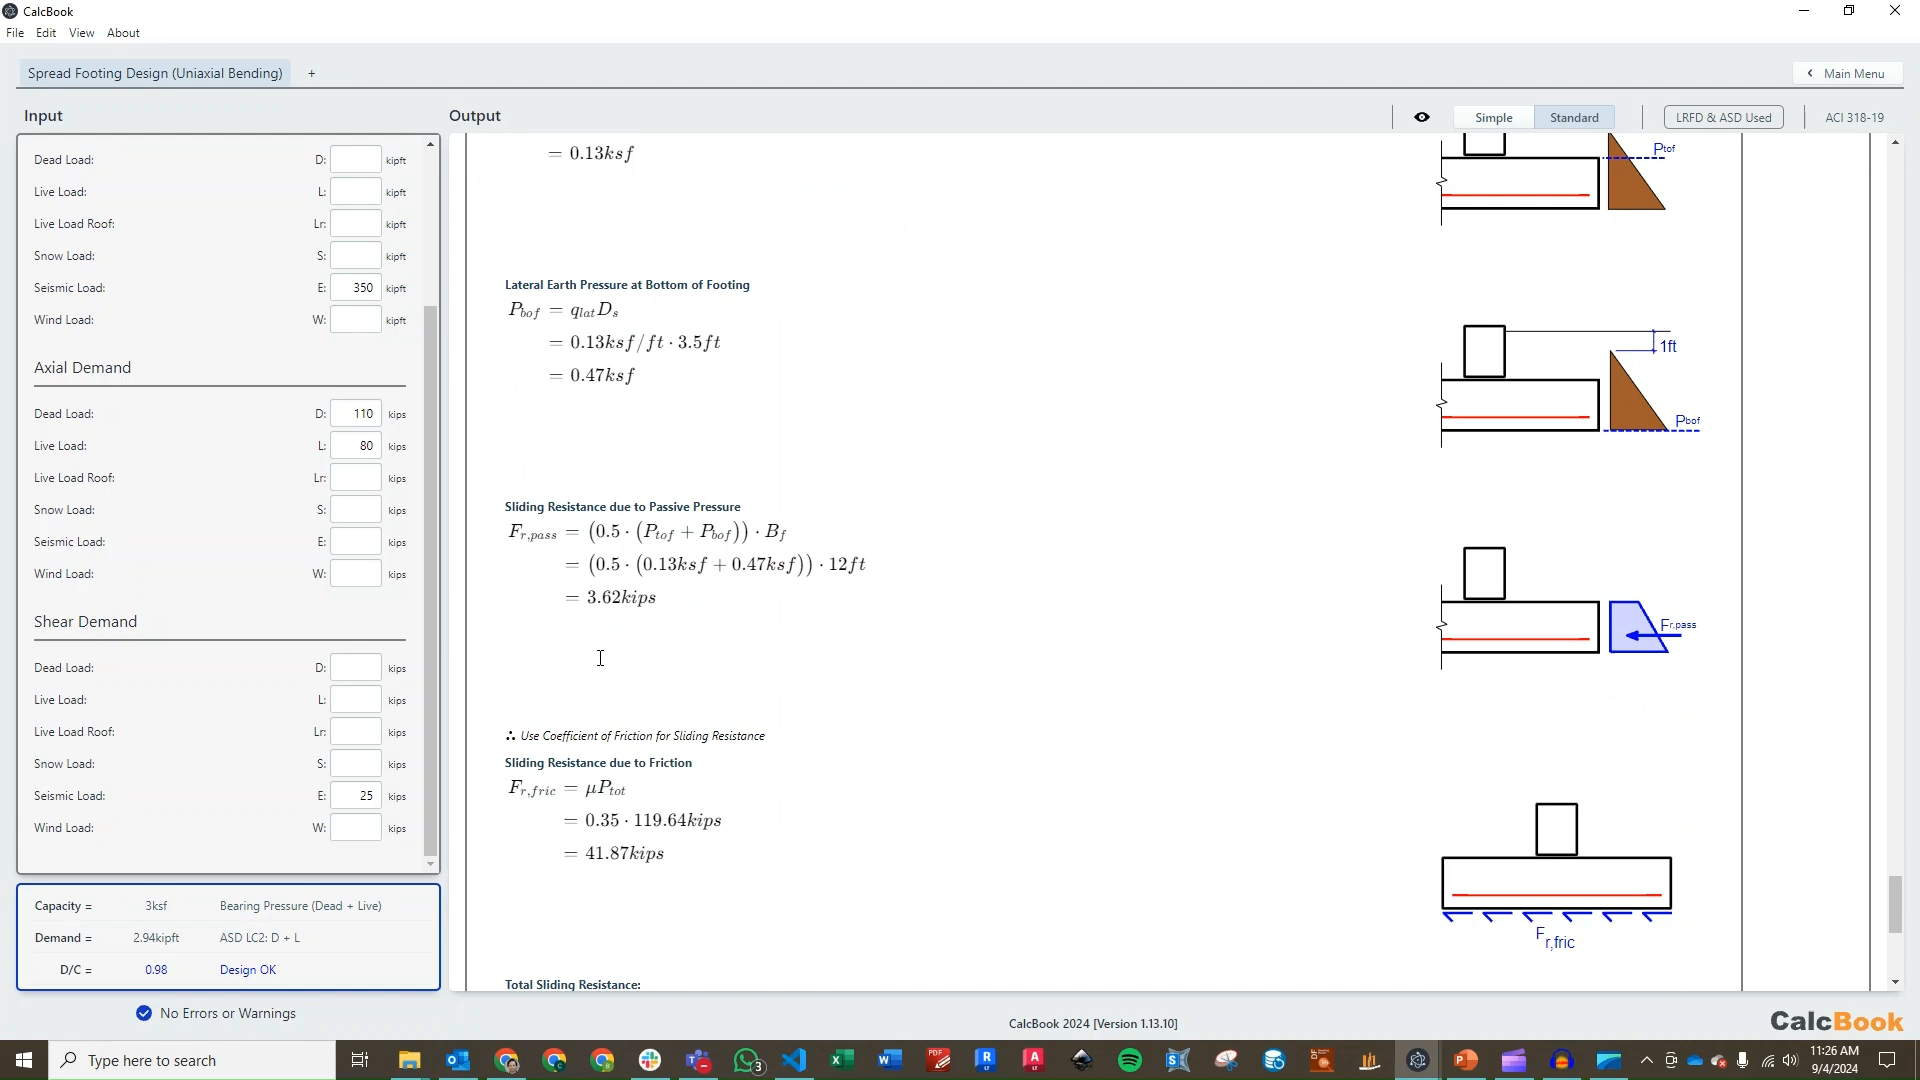 CalcBook
File Edit View About
Spread Footing Design (Uniaxial Bending) +
Main Menu
Input
Dead Load: D: kipft
Live Load: L: kipft
Live Load Roof: Lr: kipft
Snow Load: S: kipft
Seismic Load: E: 350 kipft
Wind Load: W: kipft
Axial Demand
Dead Load: D: 110 kips
Live Load: L: 80 kips
Live Load Roof: Lr: kips
Snow Load: S: kips
Seismic Load: E: kips
Wind Load: W: kips
Shear Demand
Dead Load: D: kips
Live Load: L: kips
Live Load Roof: Lr: kips
Snow Load: S: kips
Seismic Load: E: 25 kips
Wind Load: W: kips
Capacity = 3ksf Bearing Pressure (Dead + Live)
Demand = 2.94kipft ASD LC2: D + L
D/C = 0.98 Design OK
No Errors or Warnings
Output
Simple Standard LRFD & ASD Used ACI 318-19
= 0.13ksf
Ptof
Lateral Earth Pressure at Bottom of Footing
Pbof = qlatDs
= 0.13ksf/ft · 3.5ft
= 0.47ksf
1ft
Pbof
Sliding Resistance due to Passive Pressure
Fr,pass = (0.5 · (Ptof + Pbof)) · Bf
= (0.5 · (0.13ksf + 0.47ksf)) · 12ft
= 3.62kips
Fr,pass
∴ Use Coefficient of Friction for Sliding Resistance
Sliding Resistance due to Friction
Fr,fric = μPtot
= 0.35 · 119.64kips
= 41.87kips
Fr,fric
Total Sliding Resistance:
CalcBook 2024 [Version 1.13.10]
CalcBook
Type here to search
3
PDF
R
LT
A
LT
11:26 AM
9/4/2024